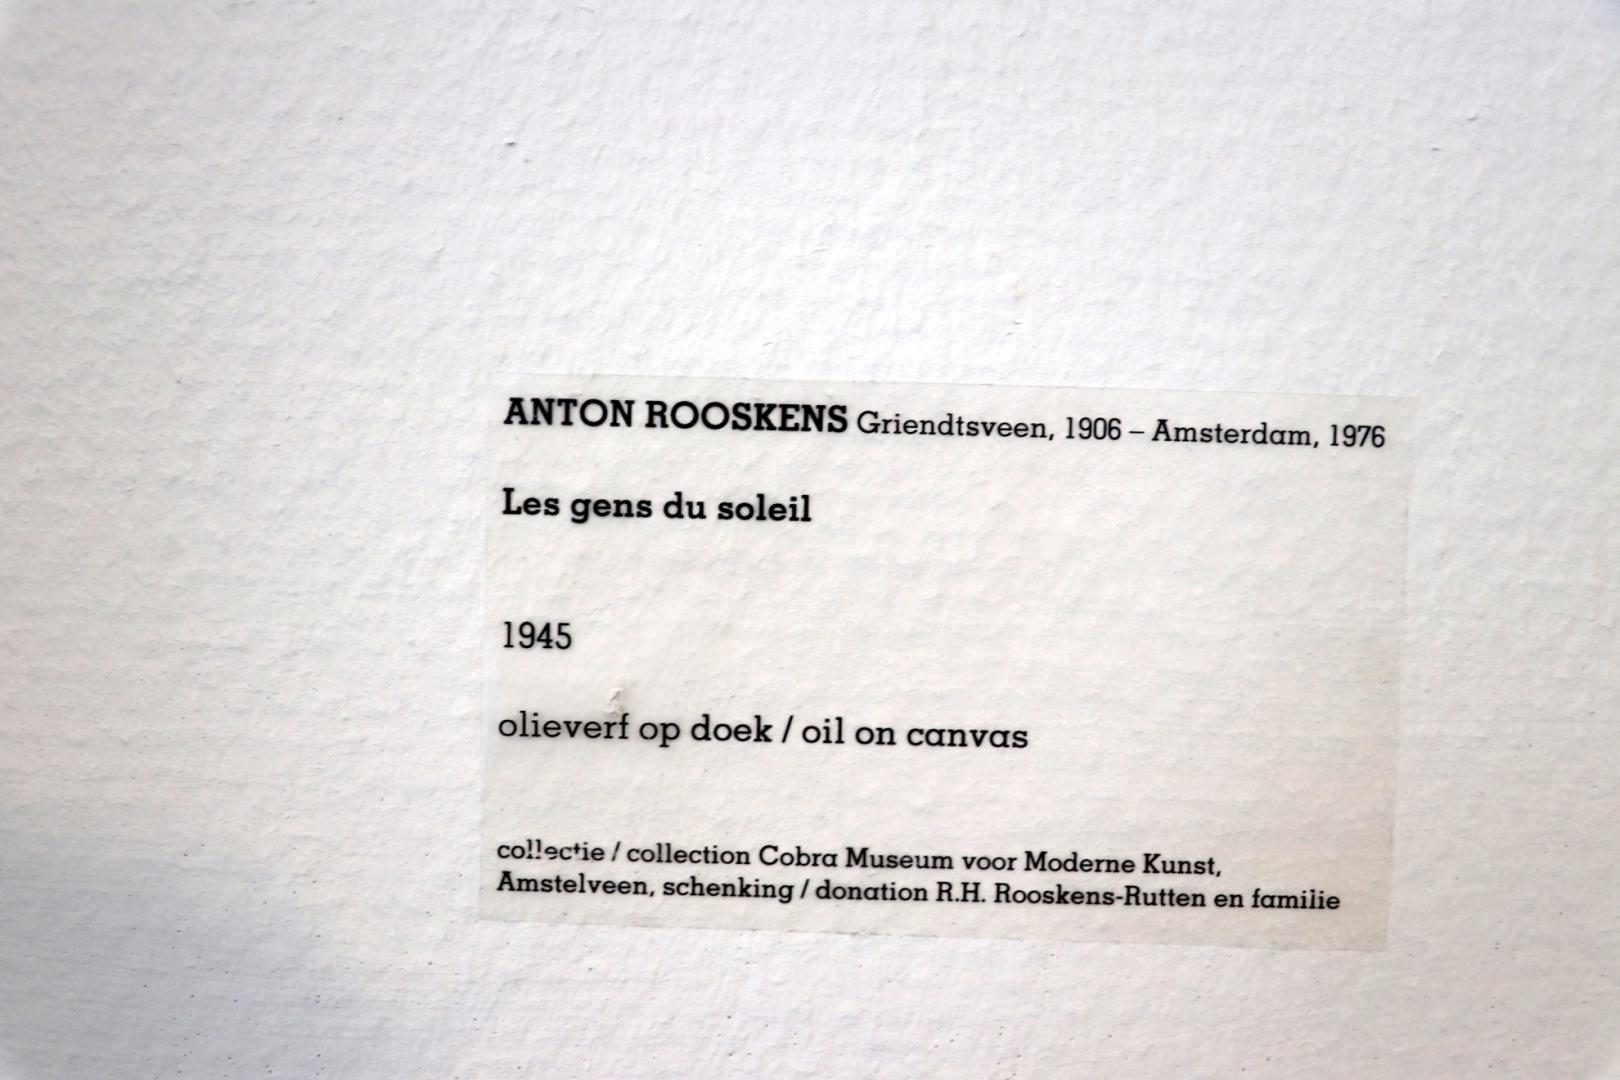 ANTON ROOSKENS Griendtsveen, 1906 – Amsterdam, 1976
Les gens du soleil
1945
olieverf op doek / oil on canvas
collectie / collection Cobra Museum voor Moderne Kunst,
Amstelveen, schenking / donation R.H. Rooskens-Rutten en familie